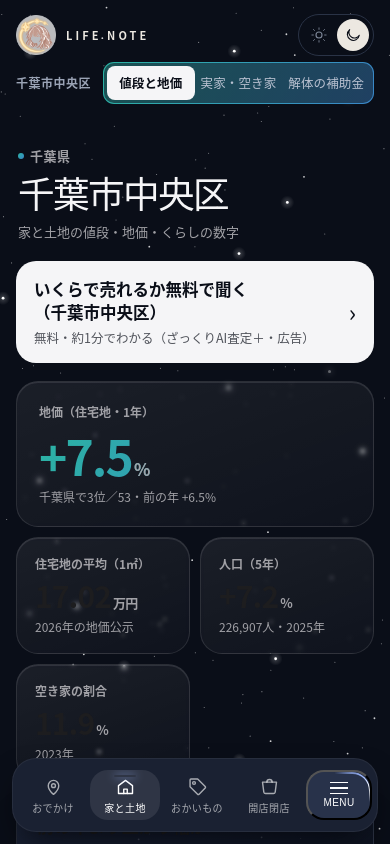 LIFE.NOTE
千葉市中央区
値段と地価
実家・空き家
解体の補助金
千葉県
千葉市中央区
家と土地の値段・地価・くらしの数字
いくらで売れるか無料で聞く
（千葉市中央区）
›
無料・約1分でわかる（ざっくりAI査定＋・広告）
地価（住宅地・1年）
+7.5%
千葉県で3位／53・前の年 +6.5%
住宅地の平均（1㎡）
万円
2026年の地価公示
人口（5年）
+7.2%
226,907人・2025年
空き家の割合
11.9%
2023年
おでかけ
家と土地
おかいもの
開店閉店
MENU